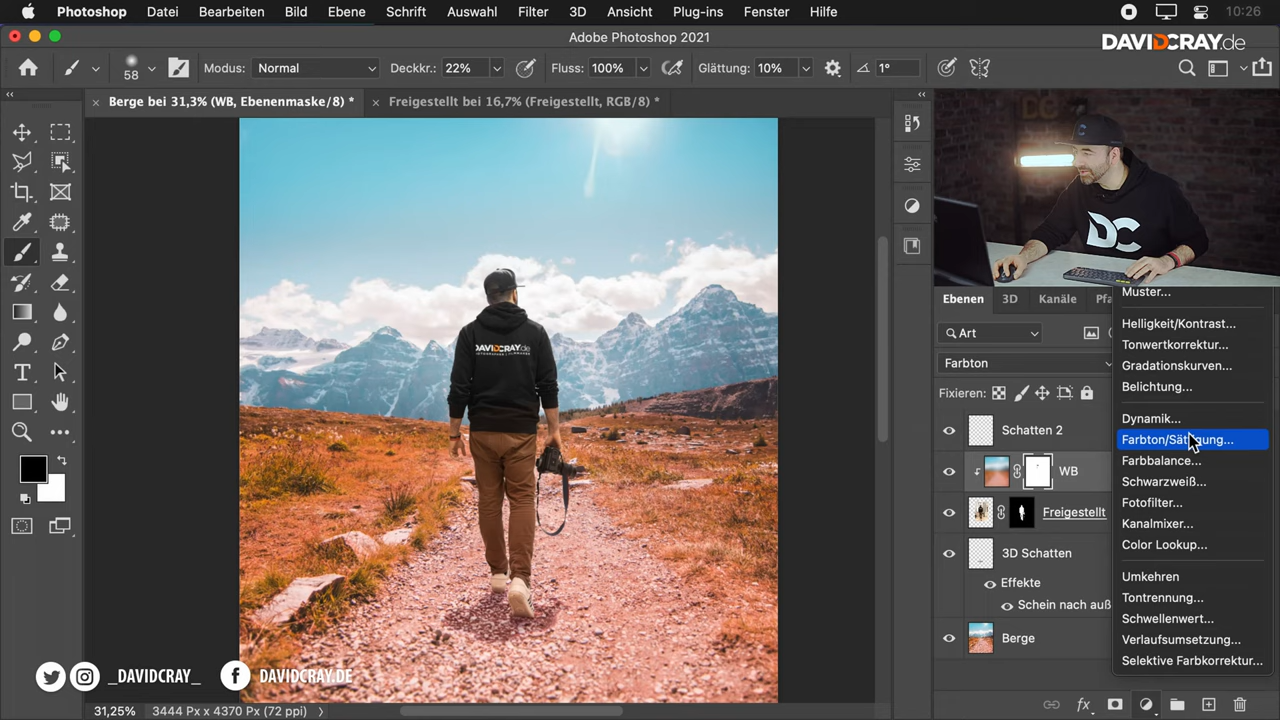 Photoshop Datei Bearbeiten Bild Ebene Schrift Auswahl Filter 3D Ansicht Plug-ins Fenster Hilfe 10:26
Adobe Photoshop 2021
DAVIDCRAY.de
58 Modus: Normal Deckkr.: 22% Fluss: 100% Glättung: 10% 1°
Berge bei 31,3% (WB, Ebenenmaske/8) *
Freigestellt bei 16,7% (Freigestellt, RGB/8) *
DC
DAVIDCRAY.de
Ebenen 3D Kanäle Pfa
Art
Farbton
Fixieren:
Schatten 2
WB
Freigestellt
3D Schatten
Effekte
Schein nach auß
Berge
Muster...
Helligkeit/Kontrast...
Tonwertkorrektur...
Gradationskurven...
Belichtung...
Dynamik...
Farbton/Sättigung...
Farbbalance...
Schwarzweiß...
Fotofilter...
Kanalmixer...
Color Lookup...
Umkehren
Tontrennung...
Schwellenwert...
Verlaufsumsetzung...
Selektive Farbkorrektur...
_DAVIDCRAY_ DAVIDCRAY.DE
31,25% 3444 Px x 4370 Px (72 ppi)